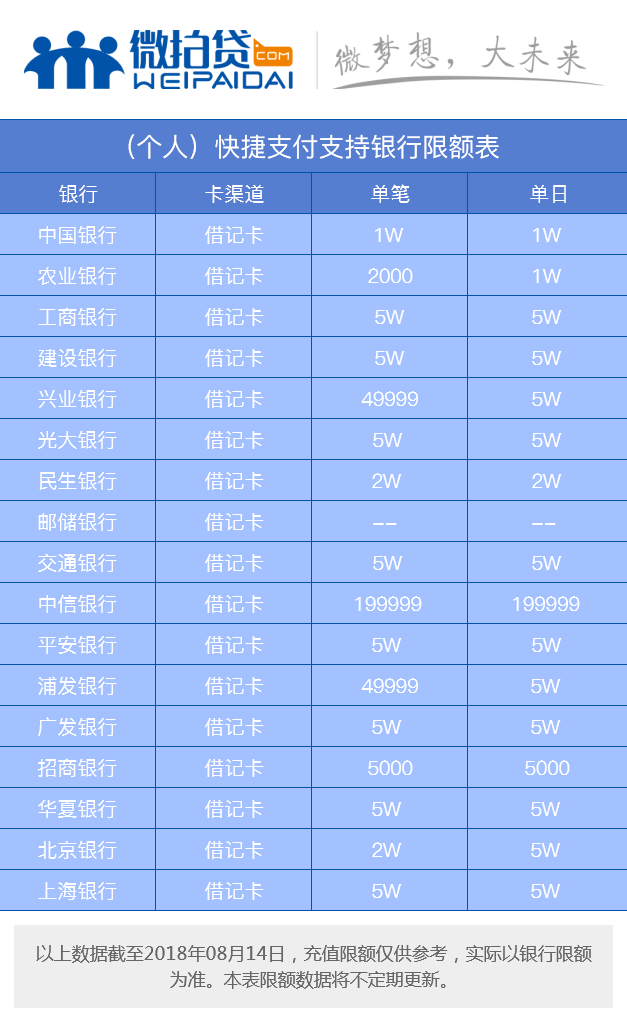 微拍贷.COM
WEIPAIDAI
微梦想，大未来
（个人）快捷支付支持银行限额表
银行 卡渠道 单笔 单日
中国银行 借记卡 1W 1W
农业银行 借记卡 2000 1W
工商银行 借记卡 5W 5W
建设银行 借记卡 5W 5W
兴业银行 借记卡 49999 5W
光大银行 借记卡 5W 5W
民生银行 借记卡 2W 2W
邮储银行 借记卡 -- --
交通银行 借记卡 5W 5W
中信银行 借记卡 199999 199999
平安银行 借记卡 5W 5W
浦发银行 借记卡 49999 5W
广发银行 借记卡 5W 5W
招商银行 借记卡 5000 5000
华夏银行 借记卡 5W 5W
北京银行 借记卡 2W 5W
上海银行 借记卡 5W 5W
以上数据截至2018年08月14日，充值限额仅供参考，实际以银行限额
为准。本表限额数据将不定期更新。